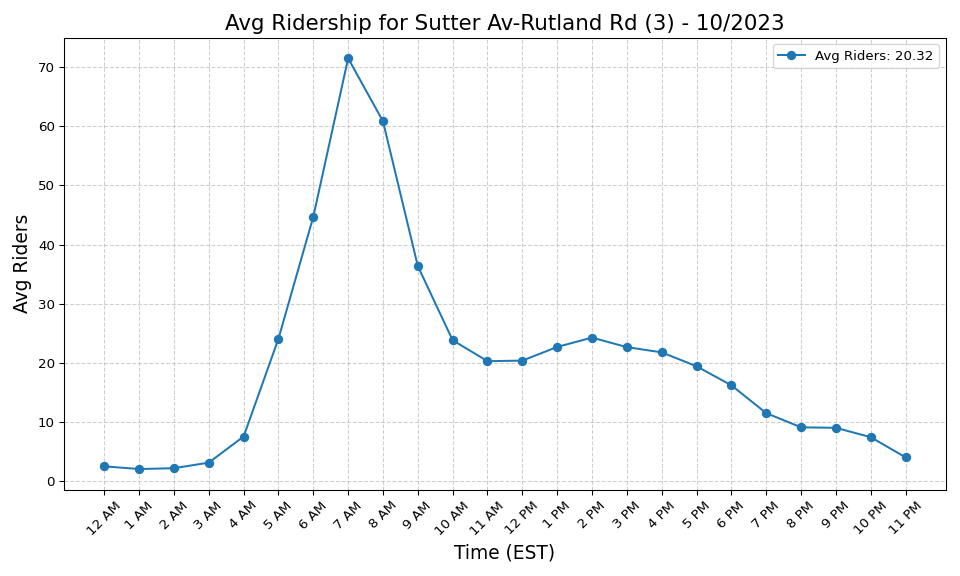 Avg Ridership for Sutter Av-Rutland Rd (3) - 10/2023
Avg Riders: 20.32
Avg Riders
70
60
50
40
30
20
10
0
12 AM
1 AM
2 AM
3 AM
4 AM
5 AM
6 AM
7 AM
8 AM
9 AM
10 AM
11 AM
12 PM
1 PM
2 PM
3 PM
4 PM
5 PM
6 PM
7 PM
8 PM
9 PM
10 PM
11 PM
Time (EST)